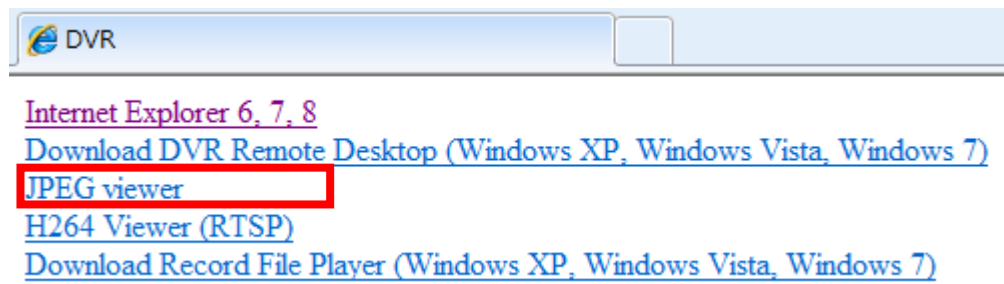 DVR
Internet Explorer 6, 7, 8
Download DVR Remote Desktop (Windows XP, Windows Vista, Windows 7)
JPEG viewer
H264 Viewer (RTSP)
Download Record File Player (Windows XP, Windows Vista, Windows 7)